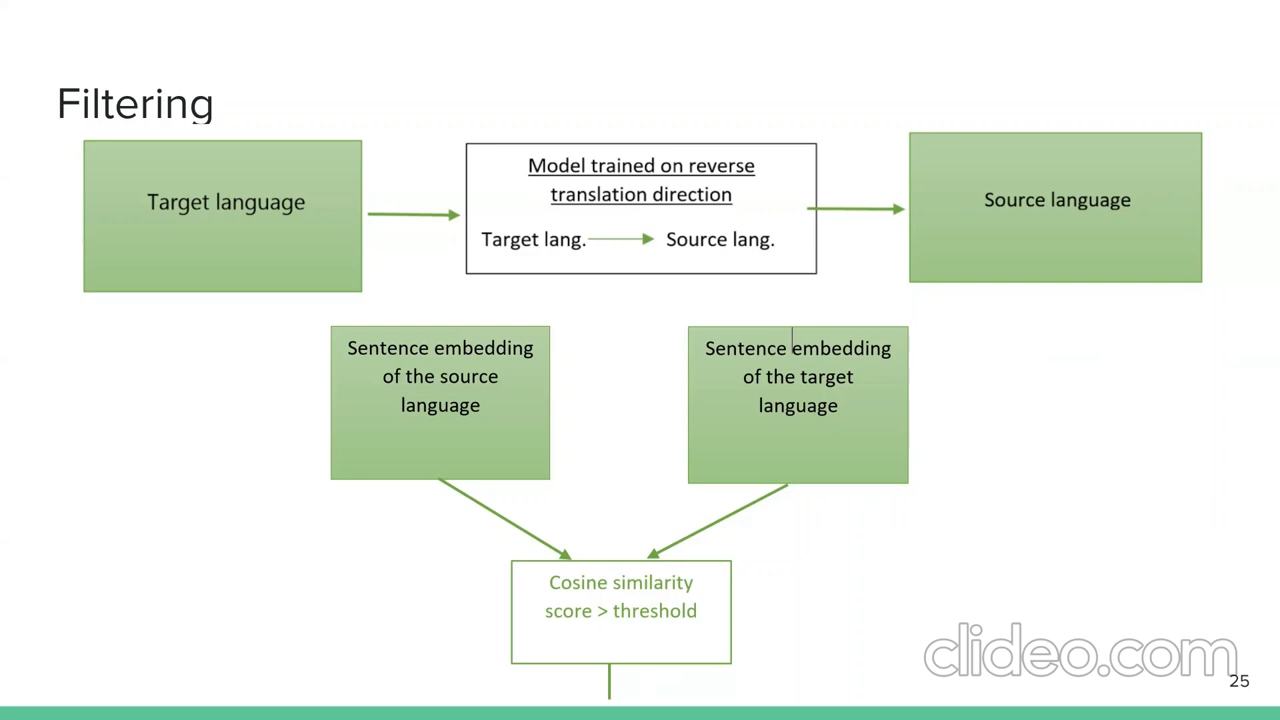 Filtering
Target language
Model trained on reverse
translation direction
Target lang.
Source lang.
Source language
Sentence embedding
of the source
language
Sentence embedding
of the target
language
Cosine similarity
score > threshold
clideo.com
25